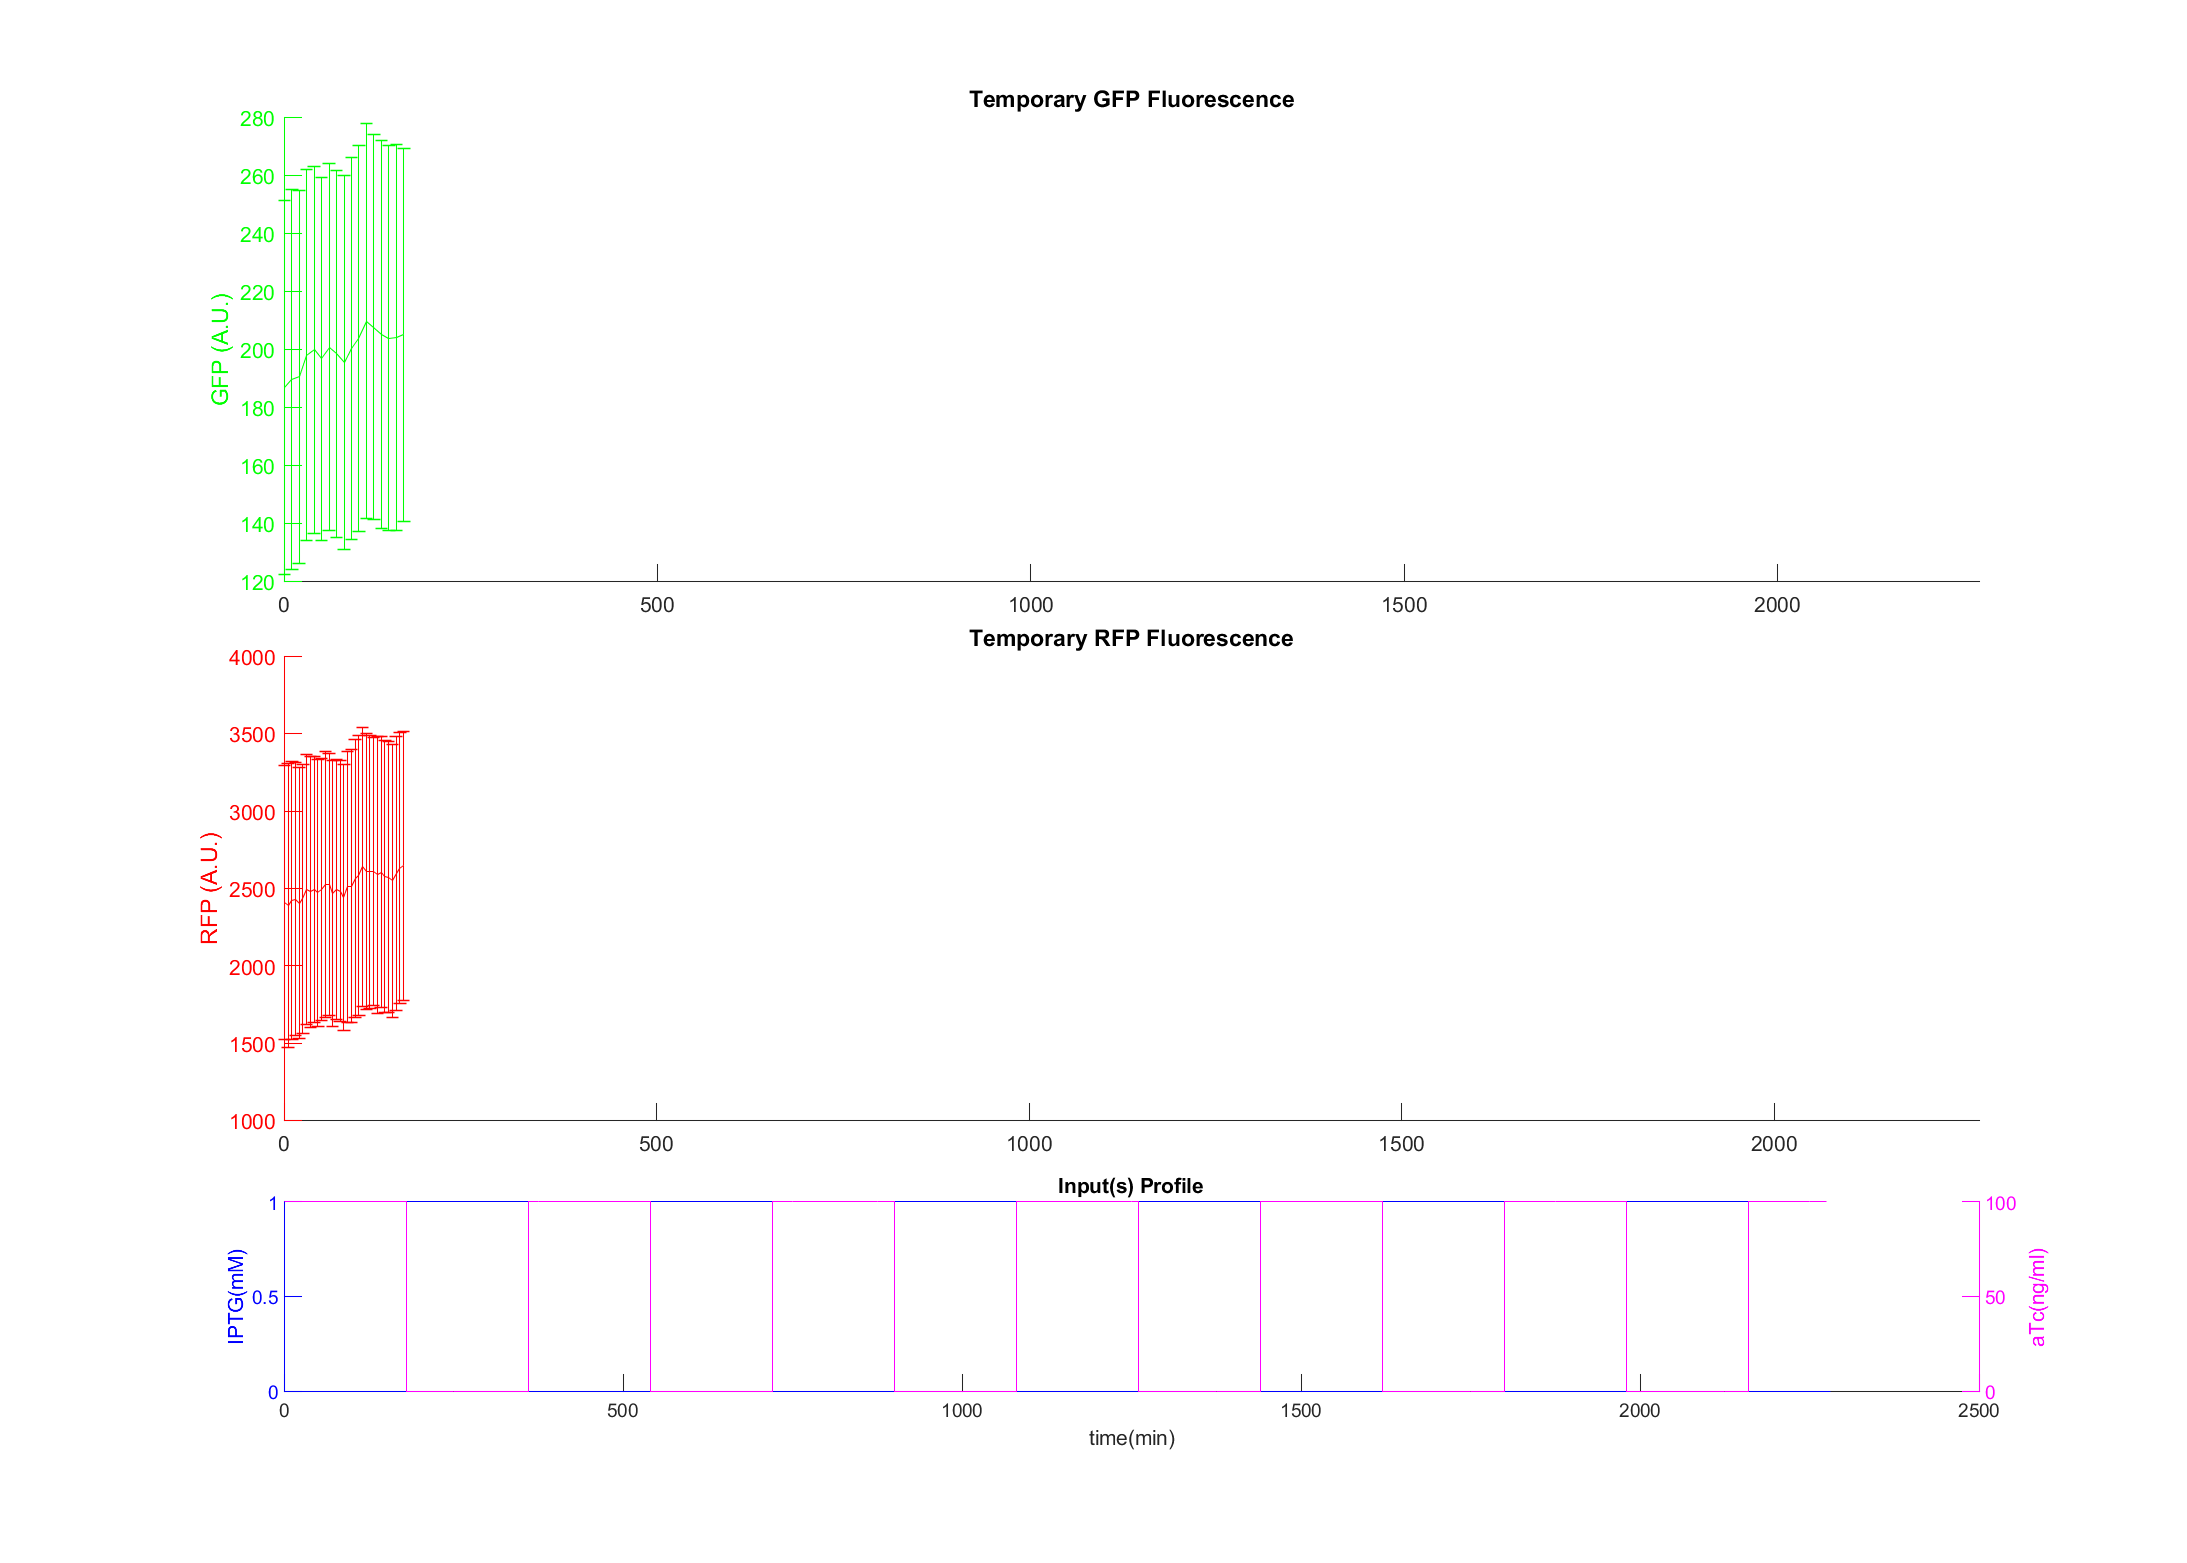 Temporary GFP Fluorescence
280
260
240
220
200
180
160
140
120
GFP (A.U.)
0 500 1000 1500 2000
Temporary RFP Fluorescence
4000
3500
3000
2500
2000
1500
1000
RFP (A.U.)
0 500 1000 1500 2000
Input(s) Profile
1
0.5
0
IPTG(mM)
100
50
0
aTc(ng/ml)
0 500 1000 1500 2000 2500
time(min)